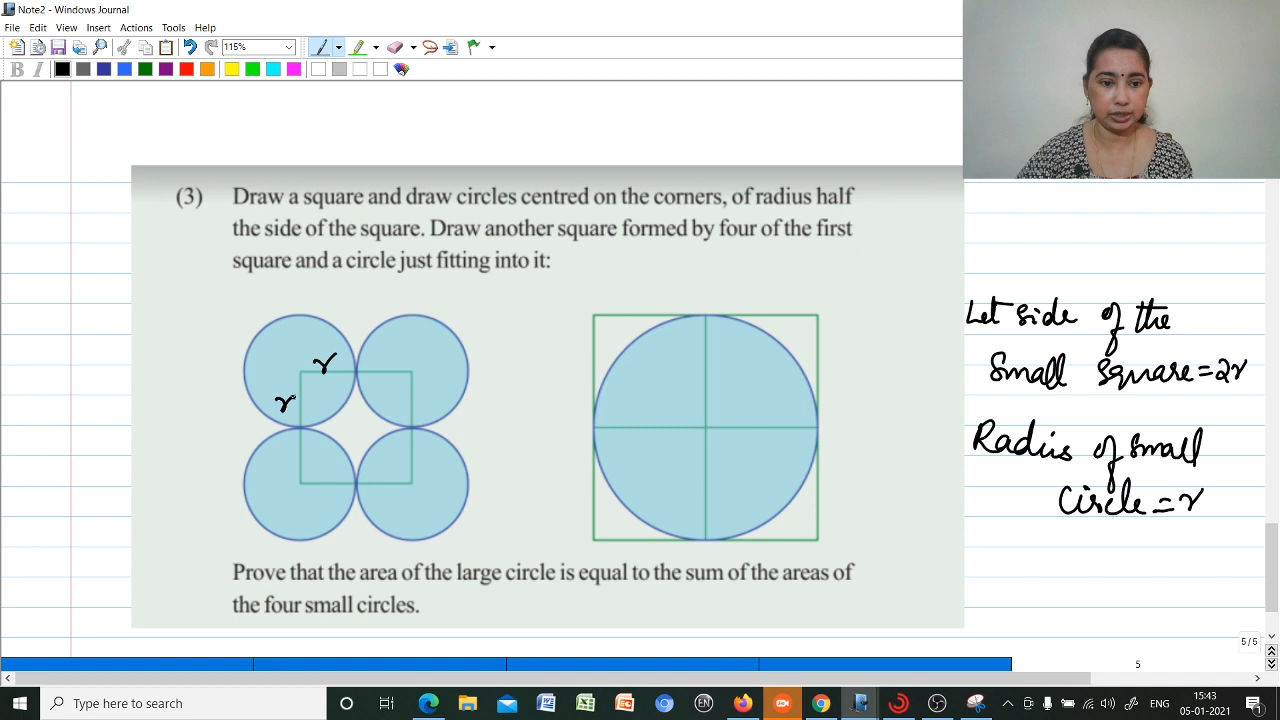 Note2 - Windows Journal
File Edit View Insert Actions Tools Help
115%
B I
(3) Draw a square and draw circles centred on the corners, of radius half
the side of the square. Draw another square formed by four of the first
square and a circle just fitting into it:
r
r
Let side of the
Small square = 2r
Radius of small
Circle = r
Prove that the area of the large circle is equal to the sum of the areas of
the four small circles.
5/5
5
Type here to search
ENG
15:43
05-01-2021